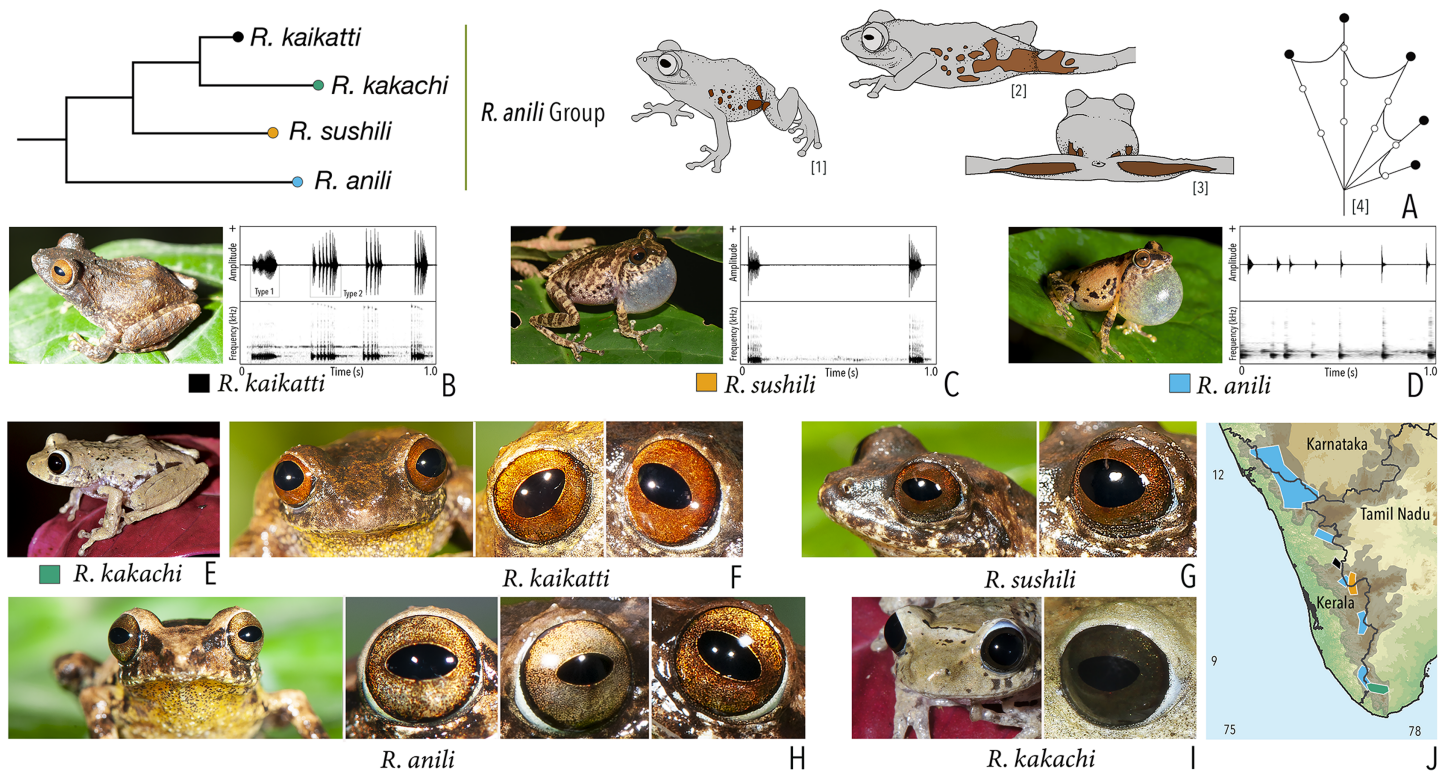 R. kaikatti
R. kakachi
R. sushili
R. anili
R. anili Group
[1]
[2]
[3]
[4]
A
+
Amplitude
Type 1
Type 2
Frequency (kHz)
0
Time (s)
1.0
R. kaikatti
B
+
Amplitude
Frequency (kHz)
0
Time (s)
1.0
R. sushili
C
+
Amplitude
Frequency (kHz)
0
Time (s)
1.0
R. anili
D
R. kakachi
E
R. kaikatti
F
R. sushili
G
R. anili
H
R. kakachi
I
Karnataka
12
Tamil Nadu
Kerala
9
75
78
J